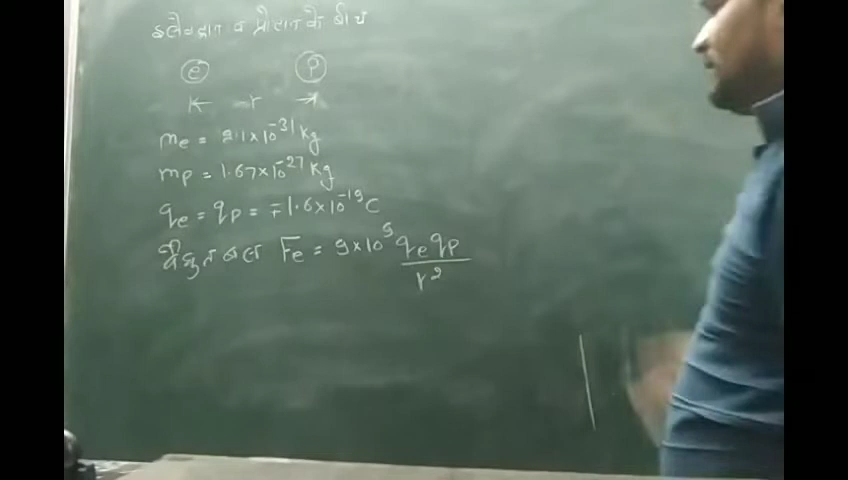 इलेक्ट्रान व प्रोटान के बीच
e p
← r →
me = 9.1×10⁻³¹ kg
mp = 1.67×10⁻²⁷ kg
qe = qp = ∓1.6×10⁻¹⁹ C
वैद्युत बल Fe = 9×10⁹ qe qp / r²